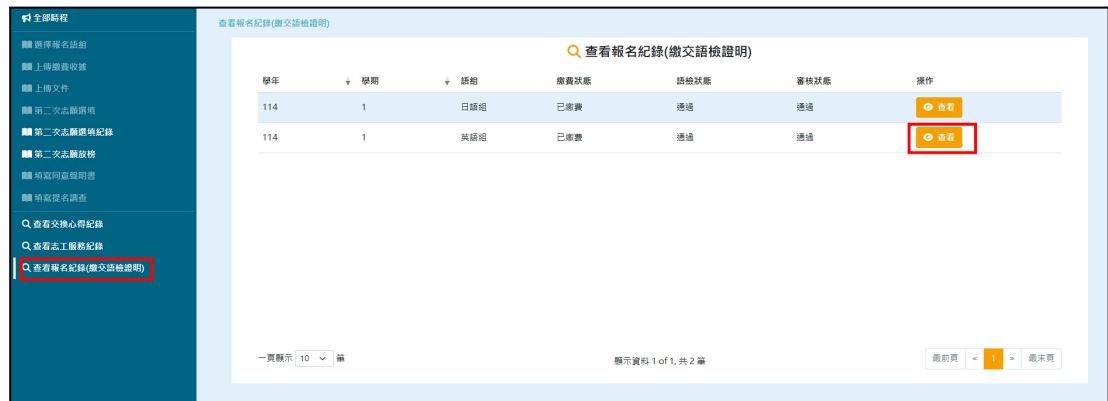 全部時程
選擇報名語組
上傳繳費收據
上傳文件
第二次志願選填
第二次志願選填紀錄
第二次志願放榜
填寫同意聲明書
填寫提名調查
查看交換心得紀錄
查看志工服務紀錄
查看報名紀錄(繳交語檢證明)
查看報名紀錄(繳交語檢證明)
查看報名紀錄(繳交語檢證明)
學年 學期 語組 繳費狀態 語檢狀態 審核狀態 操作
114 1 日語組 已繳費 通過 通過 查看
114 1 英語組 已繳費 通過 通過 查看
一頁顯示 10 筆 顯示資料 1 of 1, 共 2 筆 最前頁 « 1 » 最末頁